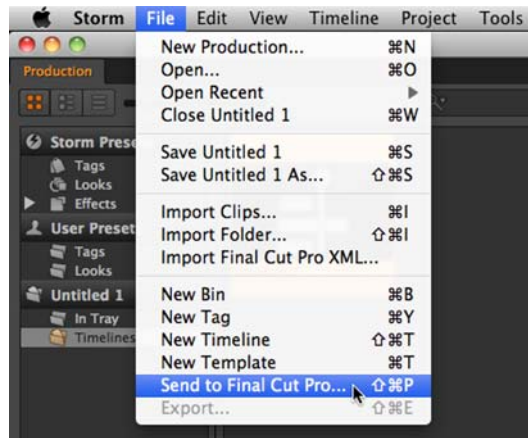 Storm File Edit View Timeline Project Tools
Production
New Production... ⌘N
Open... ⌘O
Open Recent ▶
Close Untitled 1 ⌘W
Save Untitled 1 ⌘S
Save Untitled 1 As... ⇧⌘S
Import Clips... ⌘I
Import Folder... ⇧⌘I
Import Final Cut Pro XML...
New Bin ⌘B
New Tag ⌘Y
New Timeline ⇧⌘T
New Template ⌘T
Send to Final Cut Pro... ⇧⌘P
Export... ⇧⌘E
Storm Prese
Tags
Looks
Effects
User Preset
Tags
Looks
Untitled 1
In Tray
Timelines